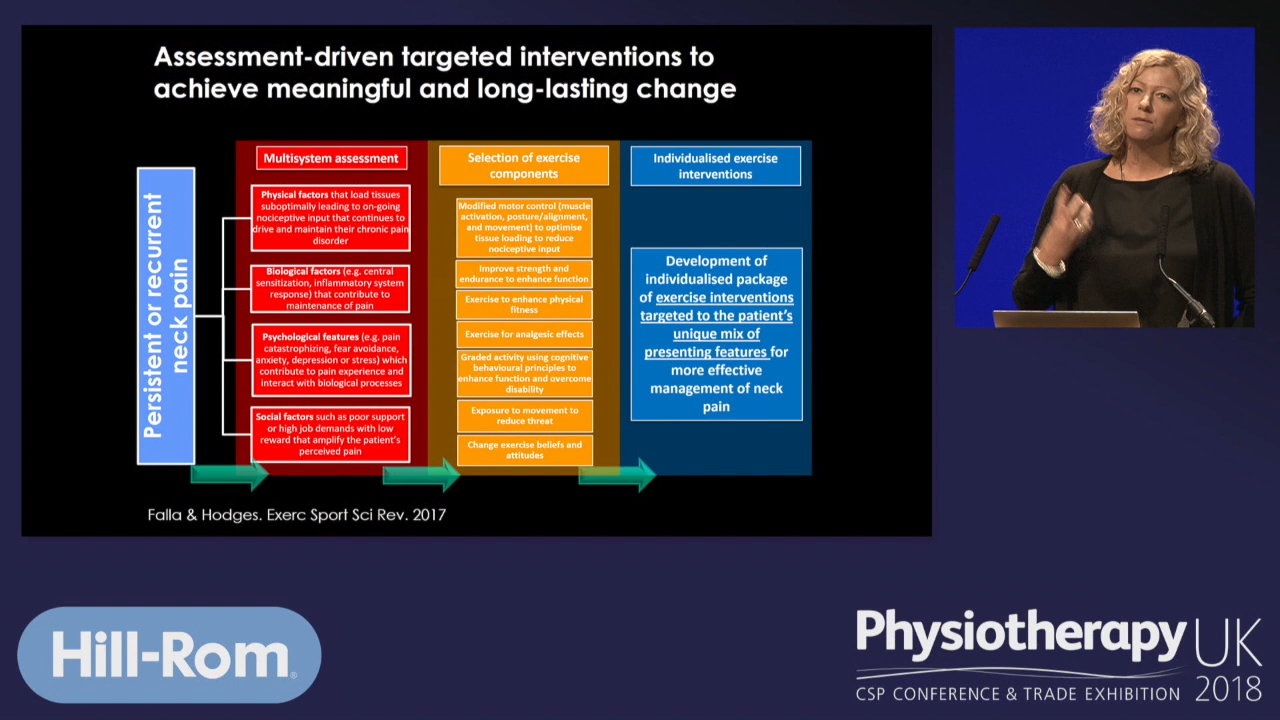 Assessment-driven targeted interventions to
achieve meaningful and long-lasting change
Persistent or recurrent
neck pain
Multisystem assessment
Physical factors that load tissues
suboptimally leading to on-going
nociceptive input that continues to
drive and maintain their chronic pain
disorder
Biological factors (e.g. central
sensitization, inflammatory system
response) that contribute to
maintenance of pain
Psychological features (e.g. pain
catastrophizing, fear avoidance,
anxiety, depression or stress) which
contribute to pain experience and
interact with biological processes
Social factors such as poor support
or high job demands with low
reward that amplify the patient's
perceived pain
Selection of exercise
components
Modified motor control (muscle
activation, posture/alignment,
and movement) to optimise
tissue loading to reduce
nociceptive input
Improve strength and
endurance to enhance function
Exercise to enhance physical
fitness
Exercise for analgesic effects
Graded activity using cognitive
behavioural principles to
enhance function and overcome
disability
Exposure to movement to
reduce threat
Change exercise beliefs and
attitudes
Individualised exercise
interventions
Development of
individualised package
of exercise interventions
targeted to the patient's
unique mix of
presenting features for
more effective
management of neck
pain
Falla & Hodges. Exerc Sport Sci Rev. 2017
Hill-Rom®
Physiotherapy UK
CSP CONFERENCE & TRADE EXHIBITION 2018